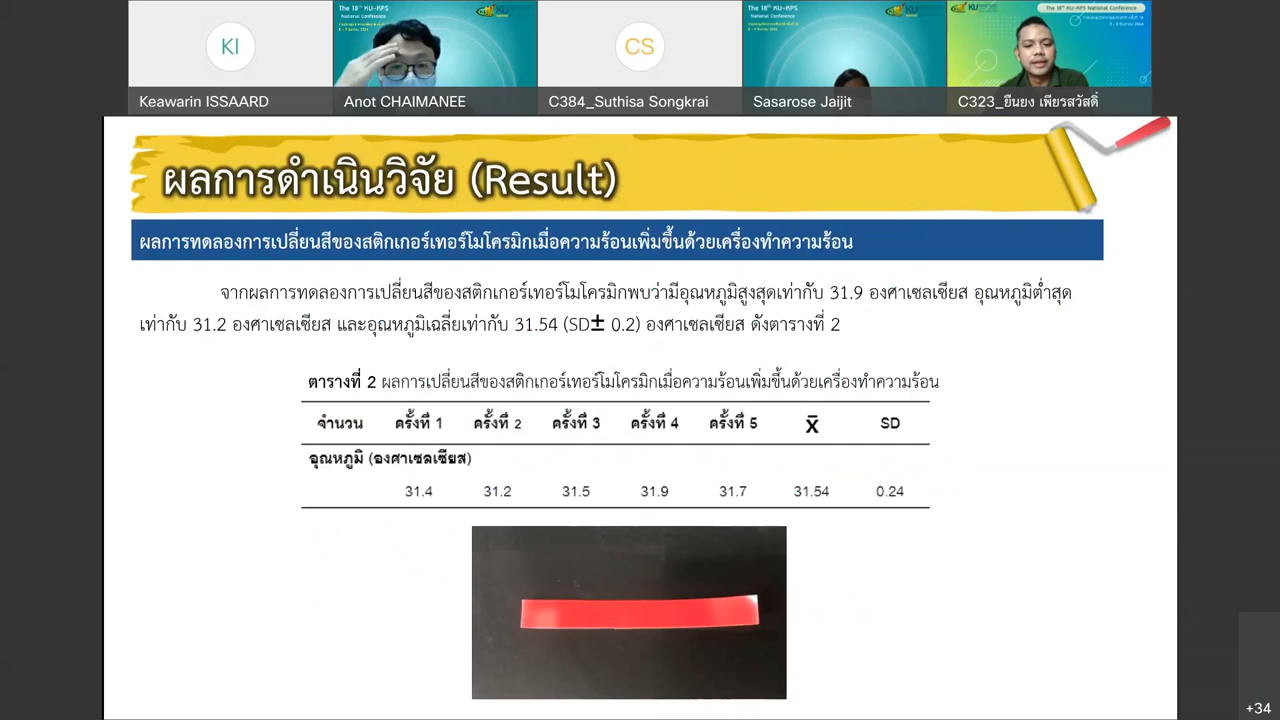 KI
The 18th KU-KPS
National Conference
CS
The 18th KU-KPS
National Conference
The 18th KU-KPS National Conference
Keawarin ISSAARD
Anot CHAIMANEE
C384_Suthisa Songkrai
Sasarose Jaijit
C323_ยืนยง เพียรสวัสดิ์
ผลการดำเนินวิจัย (Result)
ผลการทดลองการเปลี่ยนสีของสติกเกอร์เทอร์โมโครมิกเมื่อความร้อนเพิ่มขึ้นด้วยเครื่องทำความร้อน
จากผลการทดลองการเปลี่ยนสีของสติกเกอร์เทอร์โมโครมิกพบว่ามีอุณหภูมิสูงสุดเท่ากับ 31.9 องศาเซลเซียส อุณหภูมิต่ำสุด
เท่ากับ 31.2 องศาเซลเซียส และอุณหภูมิเฉลี่ยเท่ากับ 31.54 (SD± 0.2) องศาเซลเซียส ดังตารางที่ 2
ตารางที่ 2 ผลการเปลี่ยนสีของสติกเกอร์เทอร์โมโครมิกเมื่อความร้อนเพิ่มขึ้นด้วยเครื่องทำความร้อน
จำนวน ครั้งที่ 1 ครั้งที่ 2 ครั้งที่ 3 ครั้งที่ 4 ครั้งที่ 5 x̄ SD
อุณหภูมิ (องศาเซลเซียส)
31.4 31.2 31.5 31.9 31.7 31.54 0.24
+34